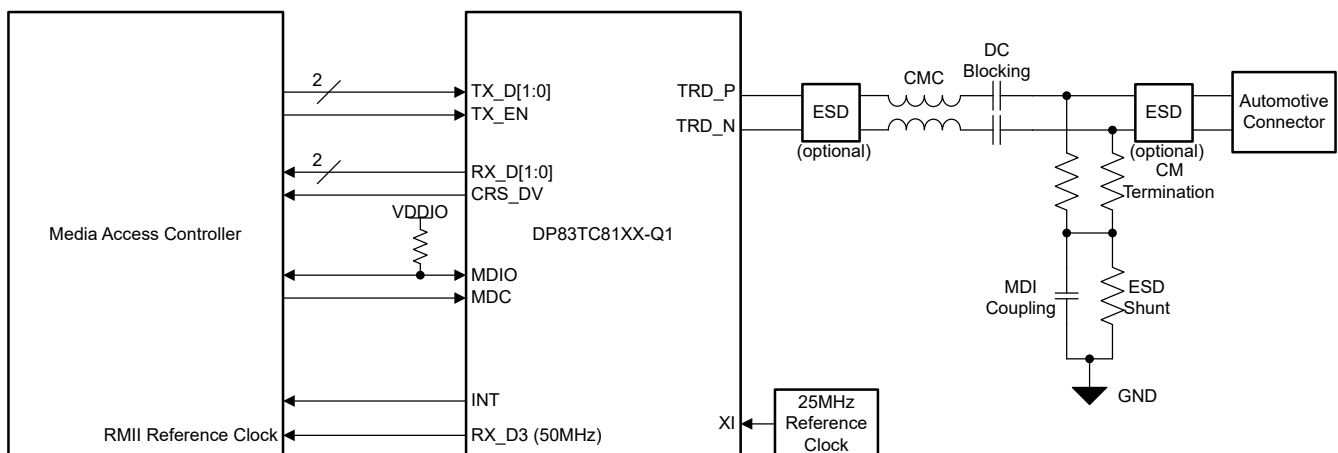 Media Access Controller
RMII Reference Clock
2
2
VDDIO
TX_D[1:0]
TX_EN
RX_D[1:0]
CRS_DV
DP83TC81XX-Q1
MDIO
MDC
INT
RX_D3 (50MHz)
TRD_P
TRD_N
XI
25MHz
Reference
Clock
ESD
(optional)
CMC
DC
Blocking
ESD
(optional)
CM
Termination
Automotive
Connector
MDI
Coupling
ESD
Shunt
GND